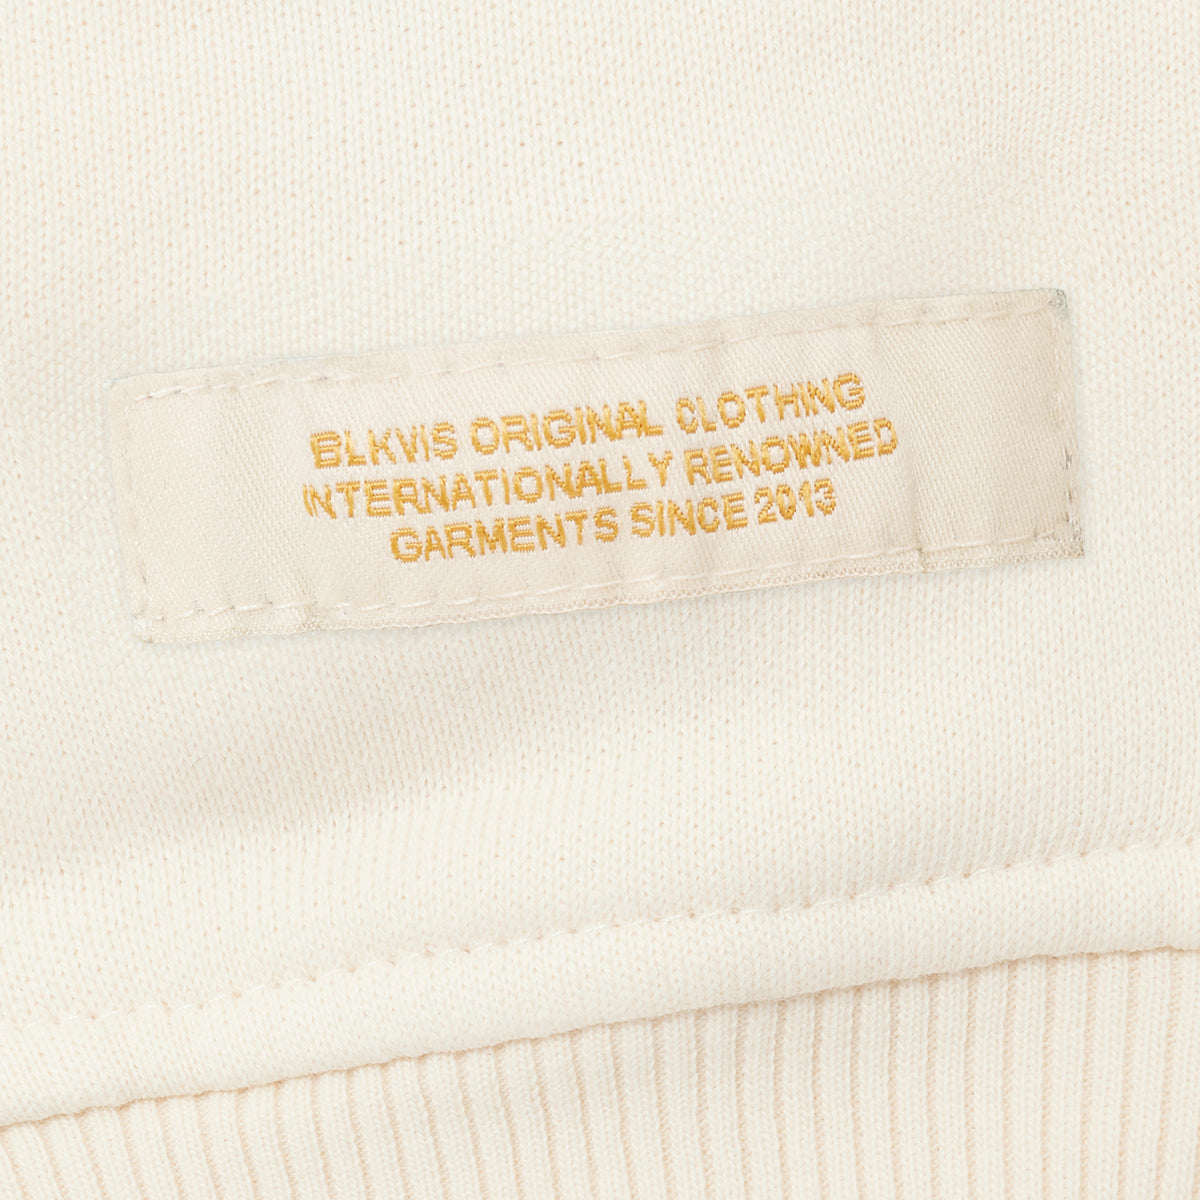 BLKVIS ORIGINAL CLOTHING
INTERNATIONALLY RENOWNED
GARMENTS SINCE 2013